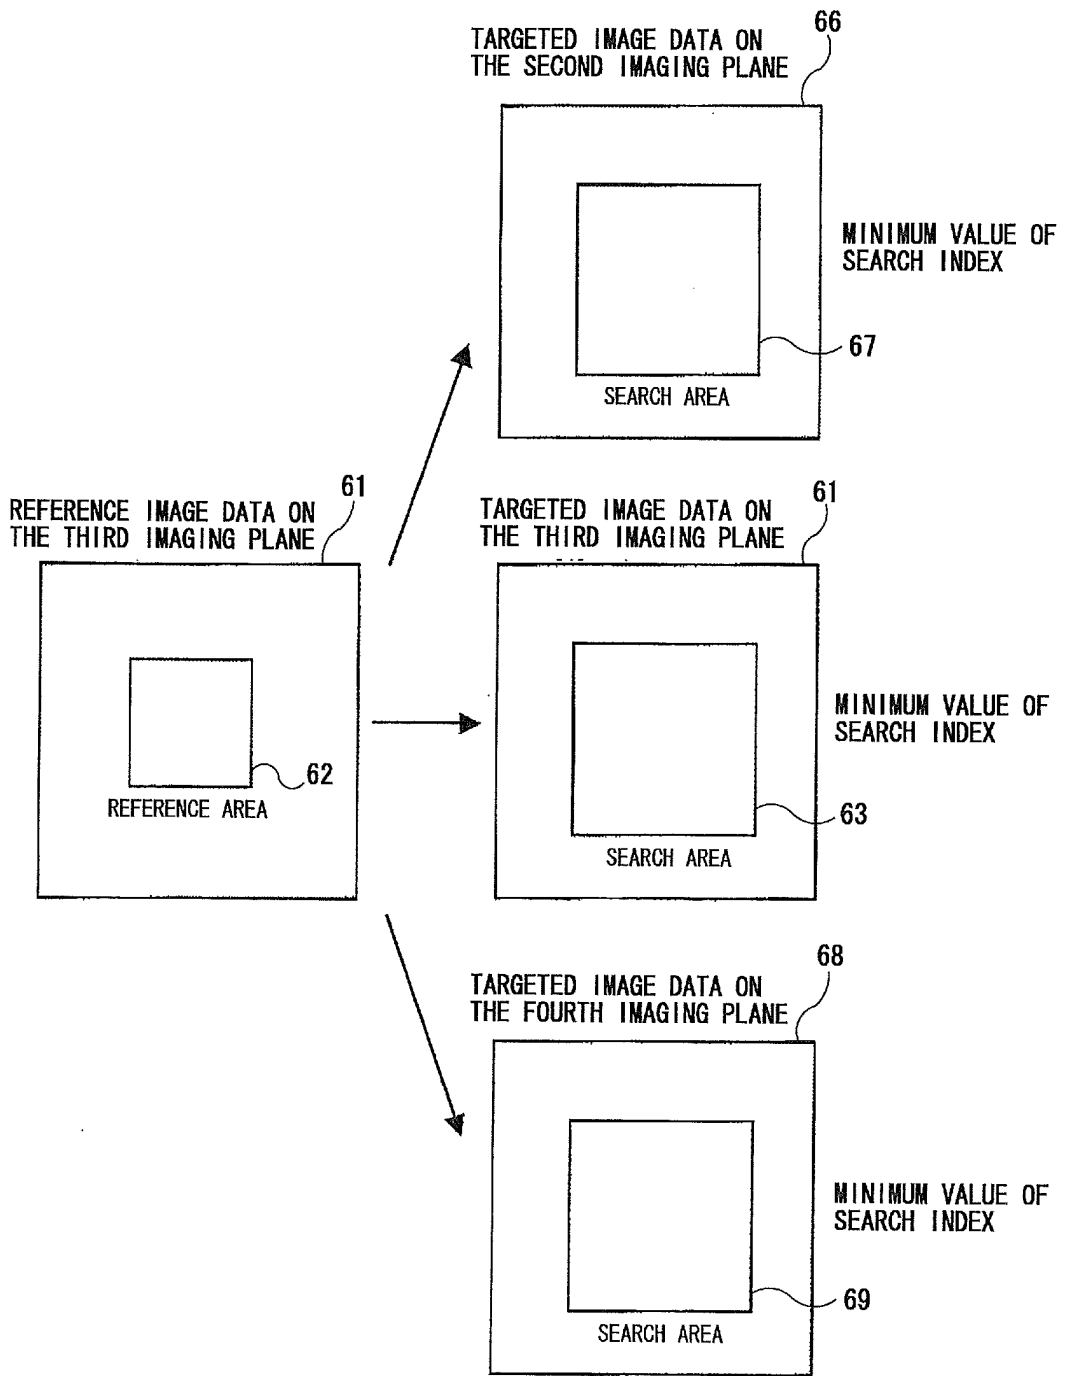 TARGETED IMAGE DATA ON
THE SECOND IMAGING PLANE
66
MINIMUM VALUE OF
SEARCH INDEX
67
SEARCH AREA
REFERENCE IMAGE DATA ON
THE THIRD IMAGING PLANE
61
62
REFERENCE AREA
TARGETED IMAGE DATA ON
THE THIRD IMAGING PLANE
61
MINIMUM VALUE OF
SEARCH INDEX
63
SEARCH AREA
TARGETED IMAGE DATA ON
THE FOURTH IMAGING PLANE
68
MINIMUM VALUE OF
SEARCH INDEX
69
SEARCH AREA